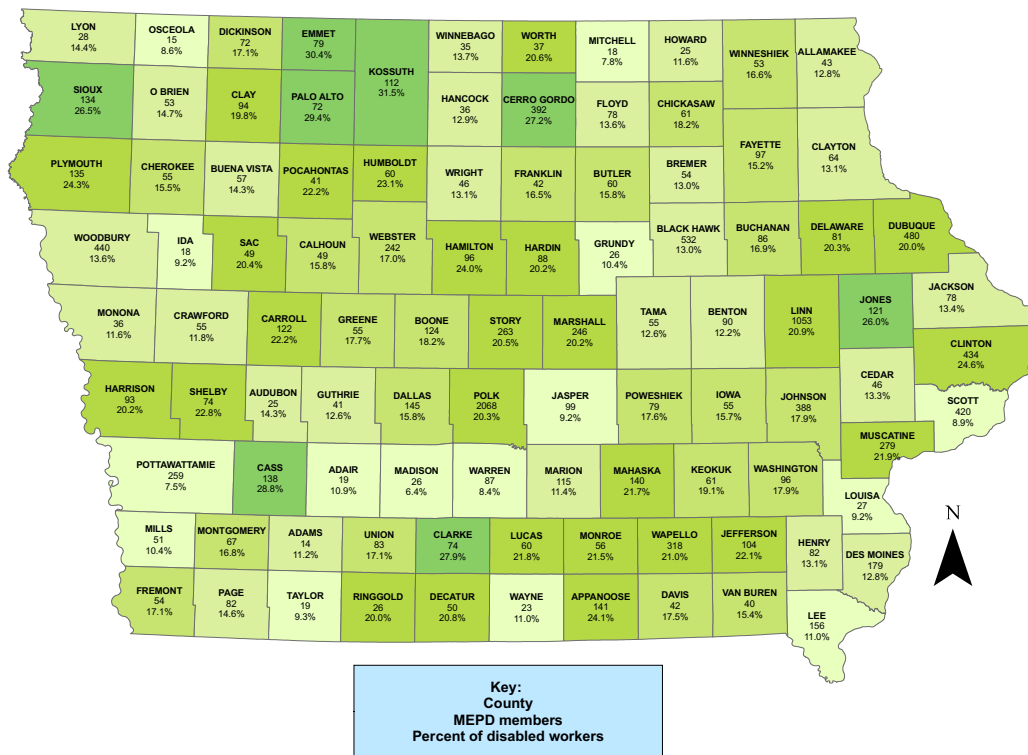 LYON
28
14.4%
OSCEOLA
15
8.6%
DICKINSON
72
17.1%
EMMET
79
30.4%
KOSSUTH
112
31.5%
WINNEBAGO
35
13.7%
WORTH
37
20.6%
MITCHELL
18
7.8%
HOWARD
25
11.6%
WINNESHIEK
53
16.6%
ALLAMAKEE
43
12.8%
SIOUX
134
26.5%
O BRIEN
53
14.7%
CLAY
94
19.8%
PALO ALTO
72
29.4%
HANCOCK
36
12.9%
CERRO GORDO
392
27.2%
FLOYD
78
13.6%
CHICKASAW
61
18.2%
PLYMOUTH
135
24.3%
CHEROKEE
55
15.5%
BUENA VISTA
57
14.3%
POCAHONTAS
41
22.2%
HUMBOLDT
60
23.1%
WRIGHT
46
13.1%
FRANKLIN
42
16.5%
BUTLER
60
15.8%
BREMER
54
13.0%
FAYETTE
97
15.2%
CLAYTON
64
13.1%
WOODBURY
440
13.6%
IDA
18
9.2%
SAC
49
20.4%
CALHOUN
49
15.8%
WEBSTER
242
17.0%
HAMILTON
96
24.0%
HARDIN
88
20.2%
GRUNDY
26
10.4%
BLACK HAWK
532
13.0%
BUCHANAN
86
16.9%
DELAWARE
81
20.3%
DUBUQUE
480
20.0%
MONONA
36
11.6%
CRAWFORD
55
11.8%
CARROLL
122
22.2%
GREENE
55
17.7%
BOONE
124
18.2%
STORY
263
20.5%
MARSHALL
246
20.2%
TAMA
55
12.6%
BENTON
90
12.2%
LINN
1053
20.9%
JONES
121
26.0%
JACKSON
78
13.4%
CLINTON
434
24.6%
HARRISON
93
20.2%
SHELBY
74
22.8%
AUDUBON
25
14.3%
GUTHRIE
41
12.6%
DALLAS
145
15.8%
POLK
2068
20.3%
JASPER
99
9.2%
POWESHIEK
79
17.6%
IOWA
55
15.7%
JOHNSON
388
17.9%
CEDAR
46
13.3%
SCOTT
420
8.9%
MUSCATINE
279
21.9%
POTTAWATTAMIE
259
7.5%
CASS
138
28.8%
ADAIR
19
10.9%
MADISON
26
6.4%
WARREN
87
8.4%
MARION
115
11.4%
MAHASKA
140
21.7%
KEOKUK
61
19.1%
WASHINGTON
96
17.9%
LOUISA
27
9.2%
MILLS
51
10.4%
MONTGOMERY
67
16.8%
ADAMS
14
11.2%
UNION
83
17.1%
CLARKE
74
27.9%
LUCAS
60
21.8%
MONROE
56
21.5%
WAPELLO
318
21.0%
JEFFERSON
104
22.1%
HENRY
82
13.1%
DES MOINES
179
12.8%
N
FREMONT
54
17.1%
PAGE
82
14.6%
TAYLOR
19
9.3%
RINGGOLD
26
20.0%
DECATUR
50
20.8%
WAYNE
23
11.0%
APPANOOSE
141
24.1%
DAVIS
42
17.5%
VAN BUREN
40
15.4%
LEE
156
11.0%
Key:
County
MEPD members
Percent of disabled workers